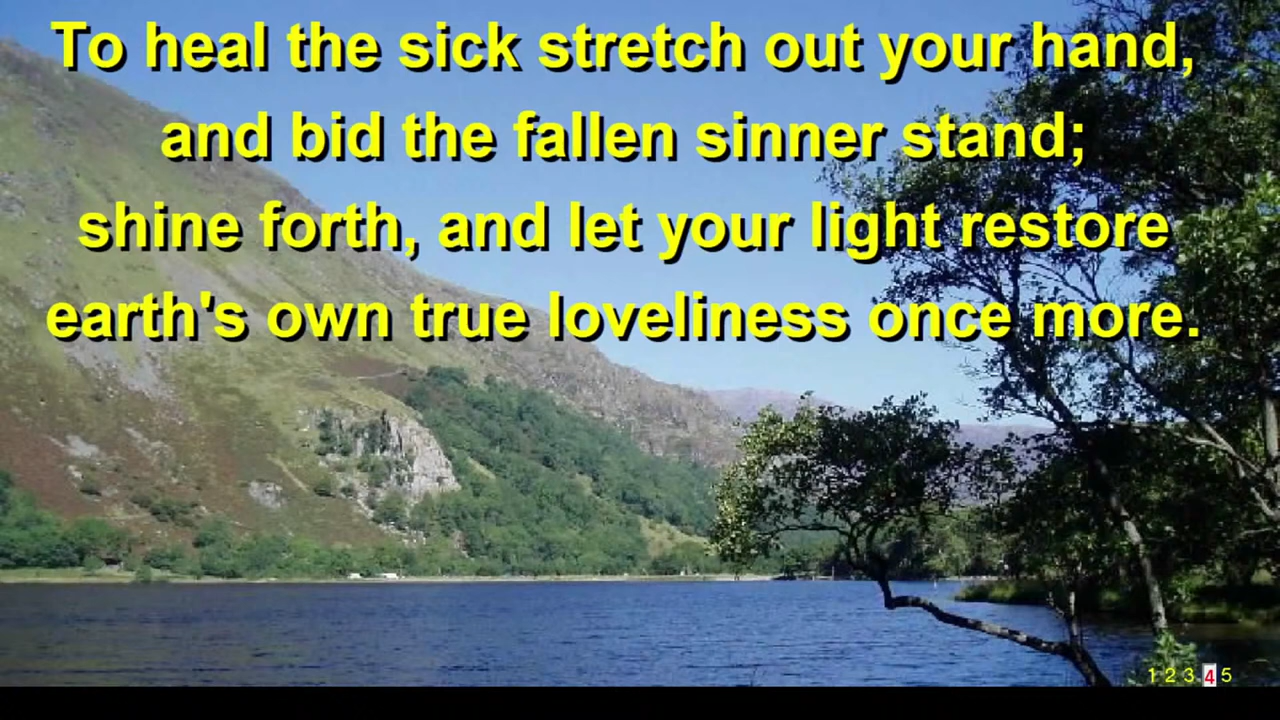 To heal the sick stretch out your hand,
and bid the fallen sinner stand;
shine forth, and let your light restore
earth's own true loveliness once more.
1 2 3 4 5